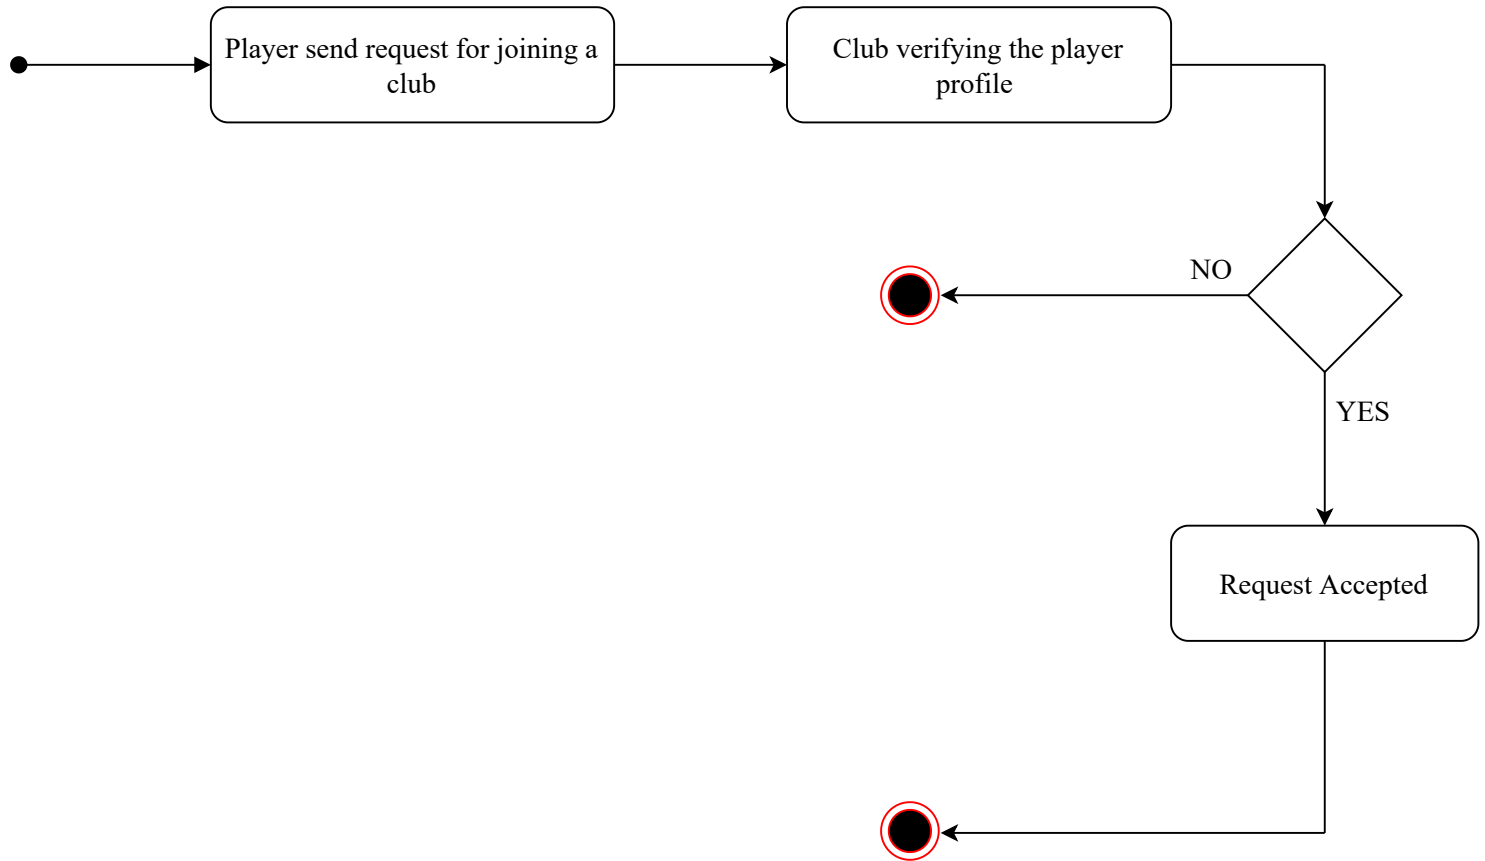 Player send request for joining a
club
Club verifying the player
profile
NO
YES
Request Accepted